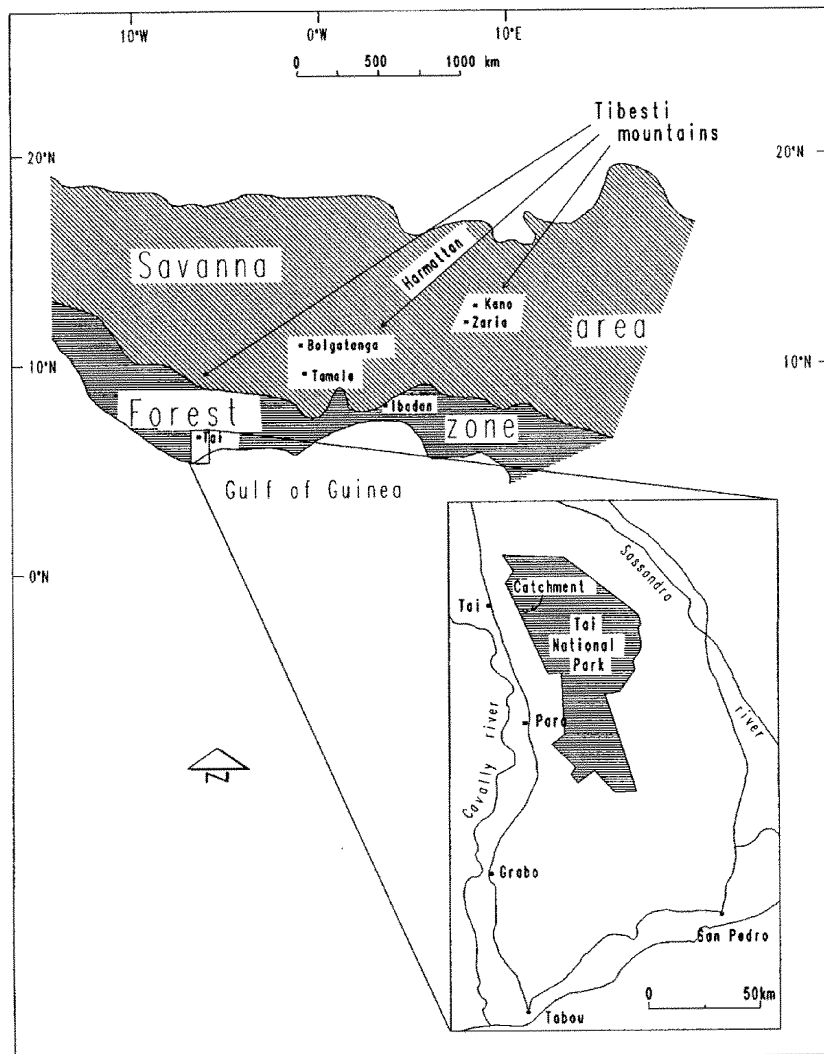 10°W
0°W
10°E
0
500
1000 km
Tibesti
mountains
20°N
20°N
Savanna
Harmattan
Kano
Zaria
area
Bolgatanga
10°N
10°N
Tamale
Ibadan
Forest
zone
Tai
Gulf of Guinea
0°N
Sassandra
river
Catchment
Tai
Tai
National
Park
Para
Cavally river
N
Grabo
San Pedro
0
50km
Tabou